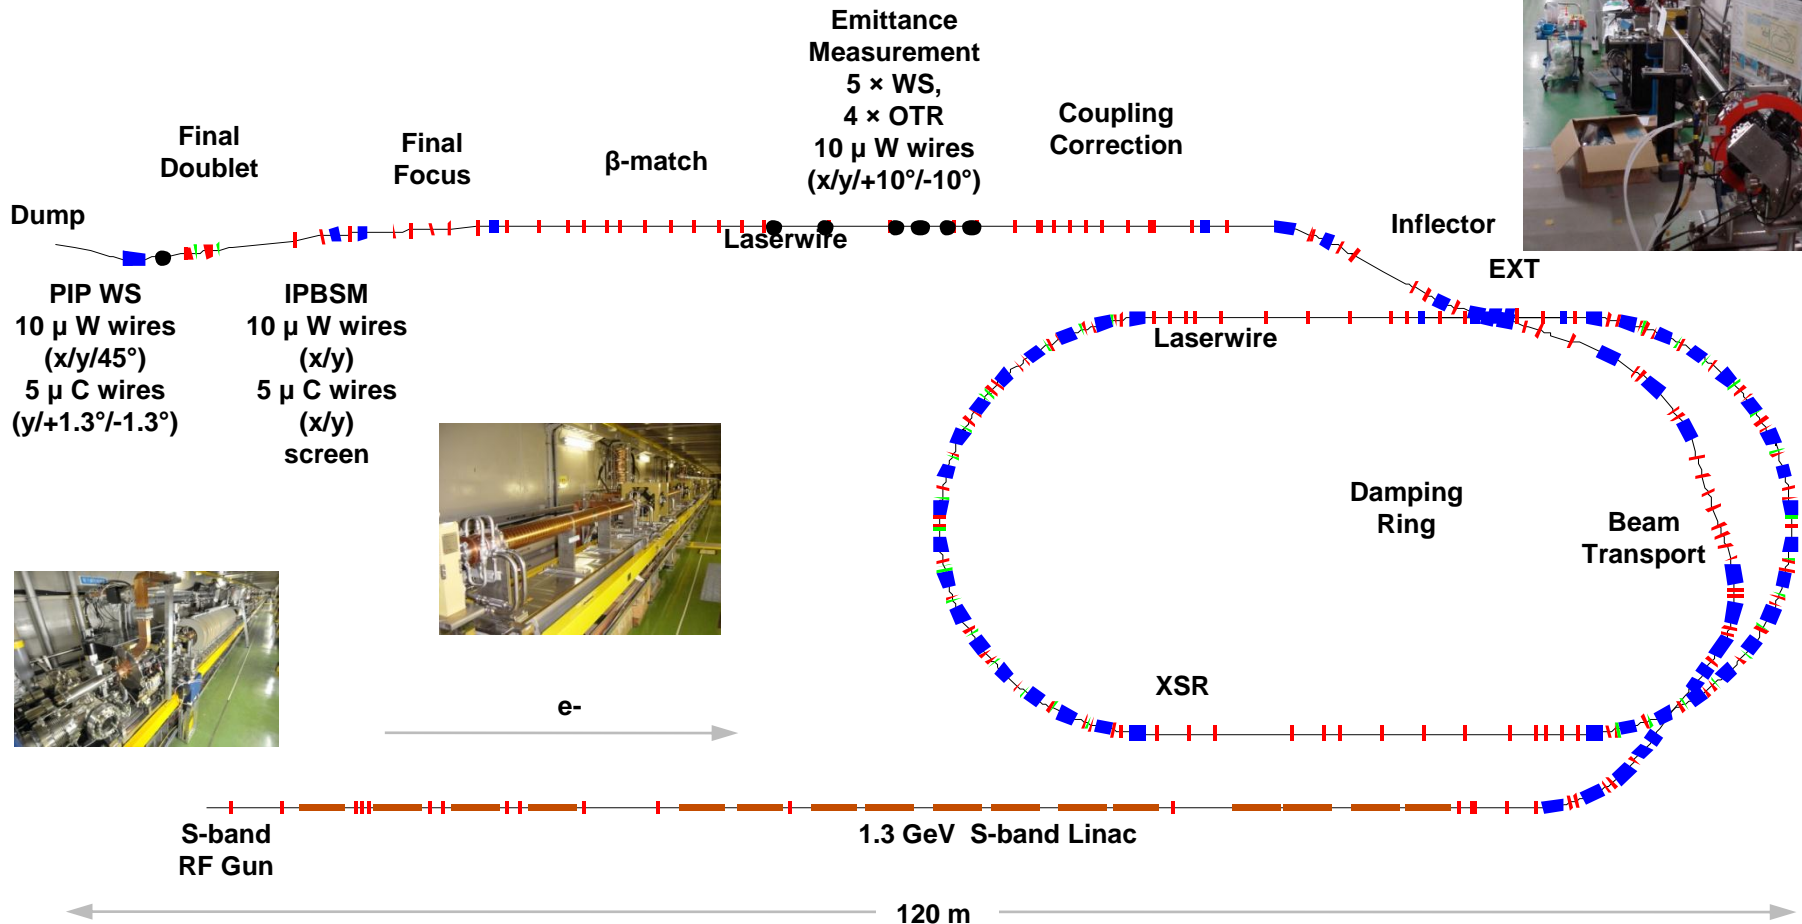 Emittance
Measurement
5 × WS,
4 × OTR
10 µ W wires
(x/y/+10°/-10°)
Coupling
Correction
Final
Doublet
Final
Focus
β-match
Dump
Inflector
Laserwire
EXT
PIP WS
10 µ W wires
(x/y/45°)
5 µ C wires
(y/+1.3°/-1.3°)
IPBSM
10 µ W wires
(x/y)
5 µ C wires
(x/y)
screen
Laserwire
Damping
Ring
Beam
Transport
XSR
e-
S-band
RF Gun
1.3 GeV S-band Linac
120 m